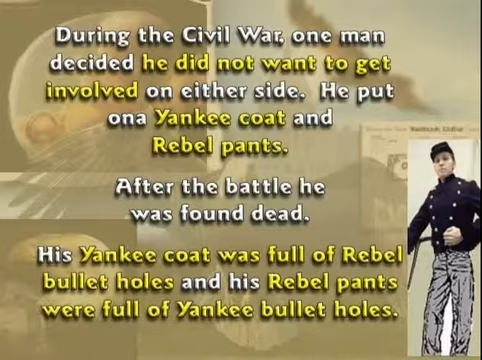 During the Civil War, one man
decided he did not want to get
involved on either side. He put
ona Yankee coat and
Rebel pants.
After the battle he
was found dead.
His Yankee coat was full of Rebel
bullet holes and his Rebel pants
were full of Yankee bullet holes.